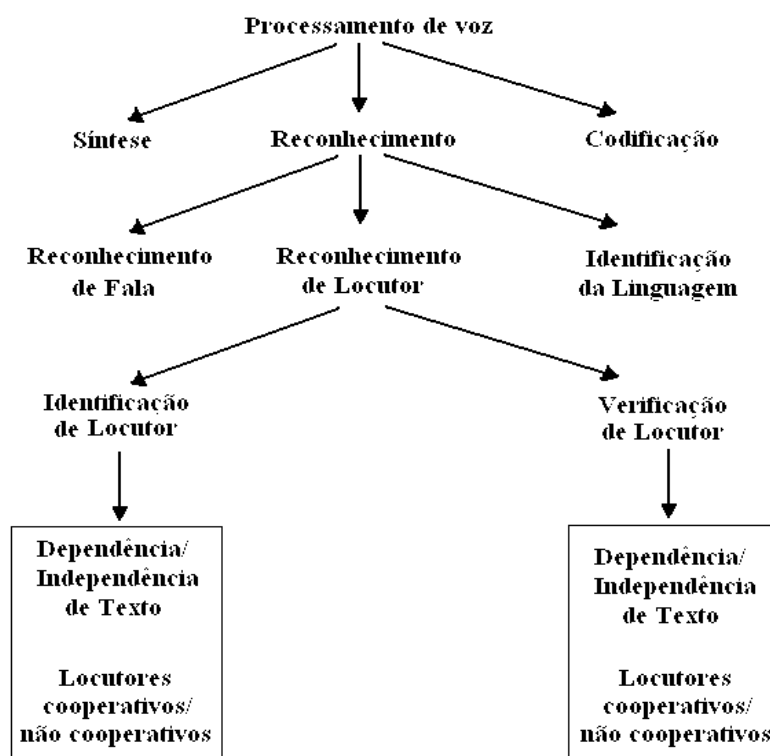 Processamento de voz
Síntese
Reconhecimento
Codificação
Reconhecimento
de Fala
Reconhecimento
de Locutor
Identificação
da Linguagem
Identificação
de Locutor
Verificação
de Locutor
Dependência/
Independência
de Texto
Locutores
cooperativos/
não cooperativos
Dependência/
Independência
de Texto
Locutores
cooperativos/
não cooperativos